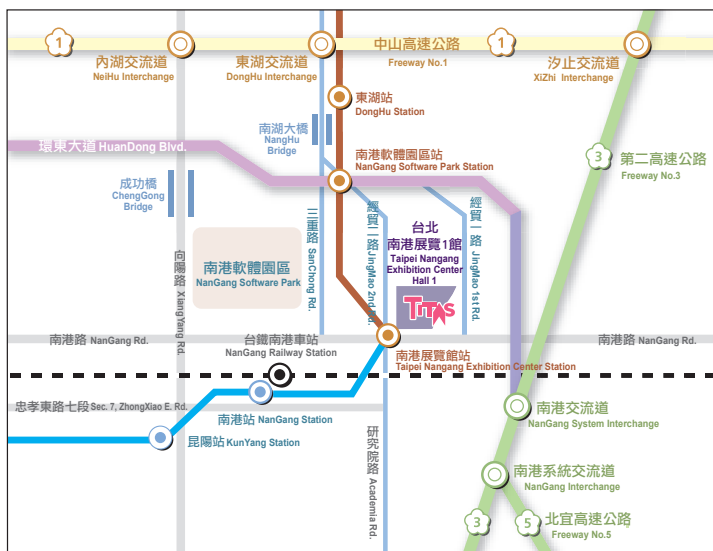 1
1
內湖交流道
NeiHu Interchange
東湖交流道
DongHu Interchange
中山高速公路
Freeway No.1
汐止交流道
XiZhi Interchange
東湖站
DongHu Station
南湖大橋
NangHu
Bridge
環東大道 HuanDong Blvd.
南港軟體園區站
NanGang Software Park Station
3
第二高速公路
Freeway No.3
成功橋
ChengGong
Bridge
向陽路 XiangYang Rd.
南港軟體園區
NanGang Software Park
三重路 SanChong Rd.
經貿二路 JingMao 2nd Rd.
台北
南港展覽1館
Taipei Nangang
Exhibition Center
Hall 1
TITAS
經貿一路 JingMao 1st Rd.
南港路 NanGang Rd.
台鐵南港車站
NanGang Railway Station
南港展覽館站
Taipei Nangang Exhibition Center Station
南港路 NanGang Rd.
忠孝東路七段 Sec. 7, ZhongXiao E. Rd.
南港站 NanGang Station
昆陽站 KunYang Station
研究院路 Academia Rd.
南港交流道
NanGang System Interchange
南港系統交流道
NanGang Interchange
3
5
北宜高速公路
Freeway No.5